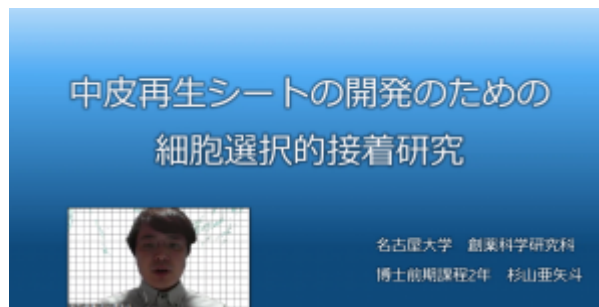 中皮再生シートの開発のための
細胞選択的接着研究
名古屋大学 創薬科学研究科
博士前期課程2年 杉山亜矢斗